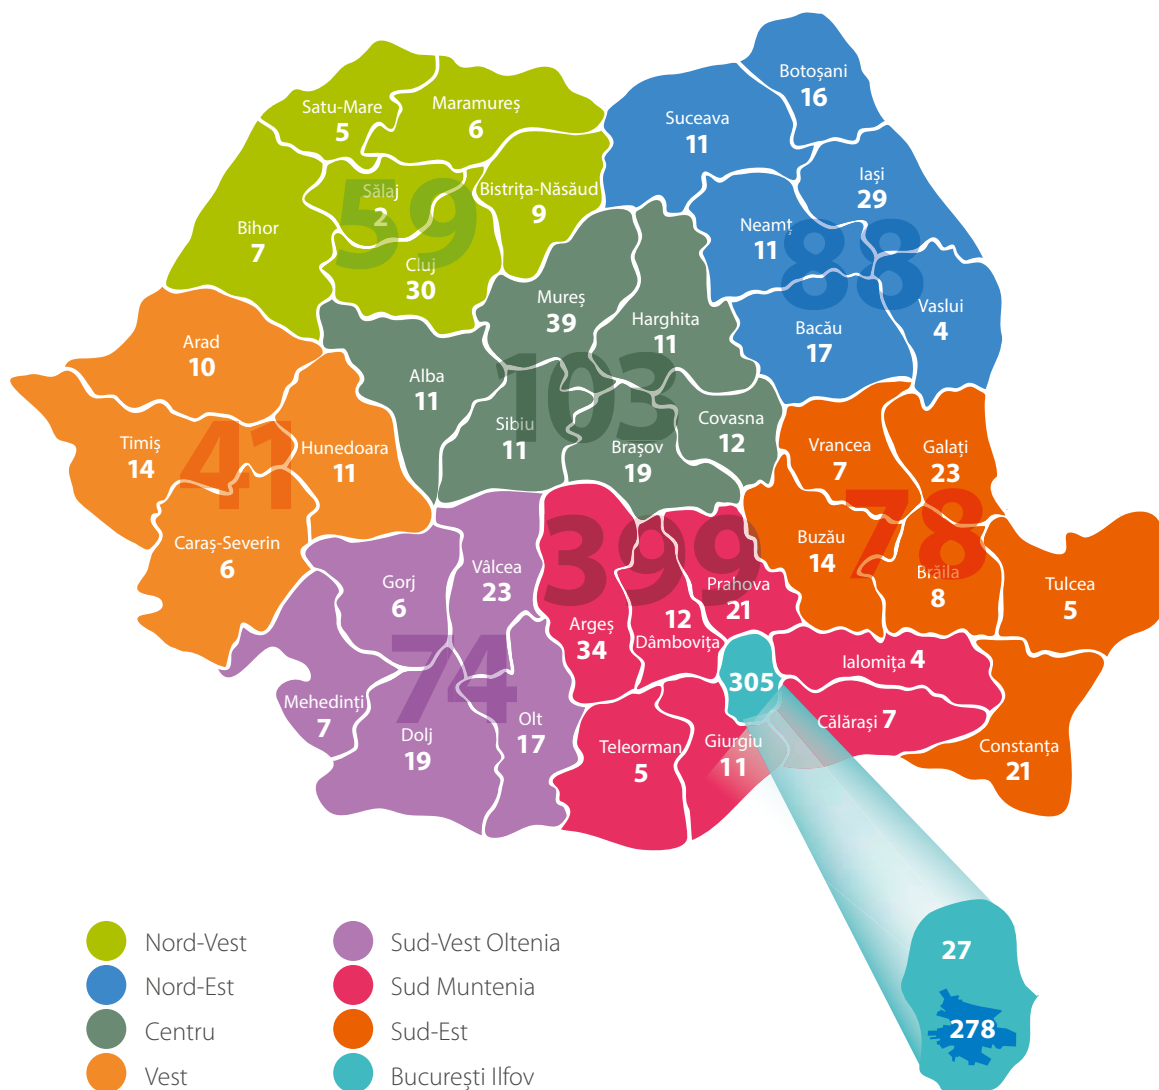 Botoșani
16
Satu-Mare
5
Maramureș
6
Suceava
11
Iași
29
Sălaj
2
Bistrița-Năsăud
9
59
Bihor
7
Neamț
11
88
Cluj
30
Mureș
39
Harghita
11
Vaslui
4
Bacău
17
Arad
10
Alba
11
103
Timiș
14
41
Hunedoara
11
Sibiu
11
Brașov
19
Covasna
12
Vrancea
7
Galați
23
Caraș-Severin
6
Gorj
6
Vâlcea
23
399
Prahova
21
Buzău
14
78
Brăila
8
Tulcea
5
Argeș
34
12
Dâmbovița
74
305
Ialomița 4
Mehedinți
7
Dolj
19
Olt
17
Teleorman
5
Giurgiu
11
Călărași 7
Constanța
21
27
278
Nord-Vest
Nord-Est
Centru
Vest
Sud-Vest Oltenia
Sud Muntenia
Sud-Est
București Ilfov